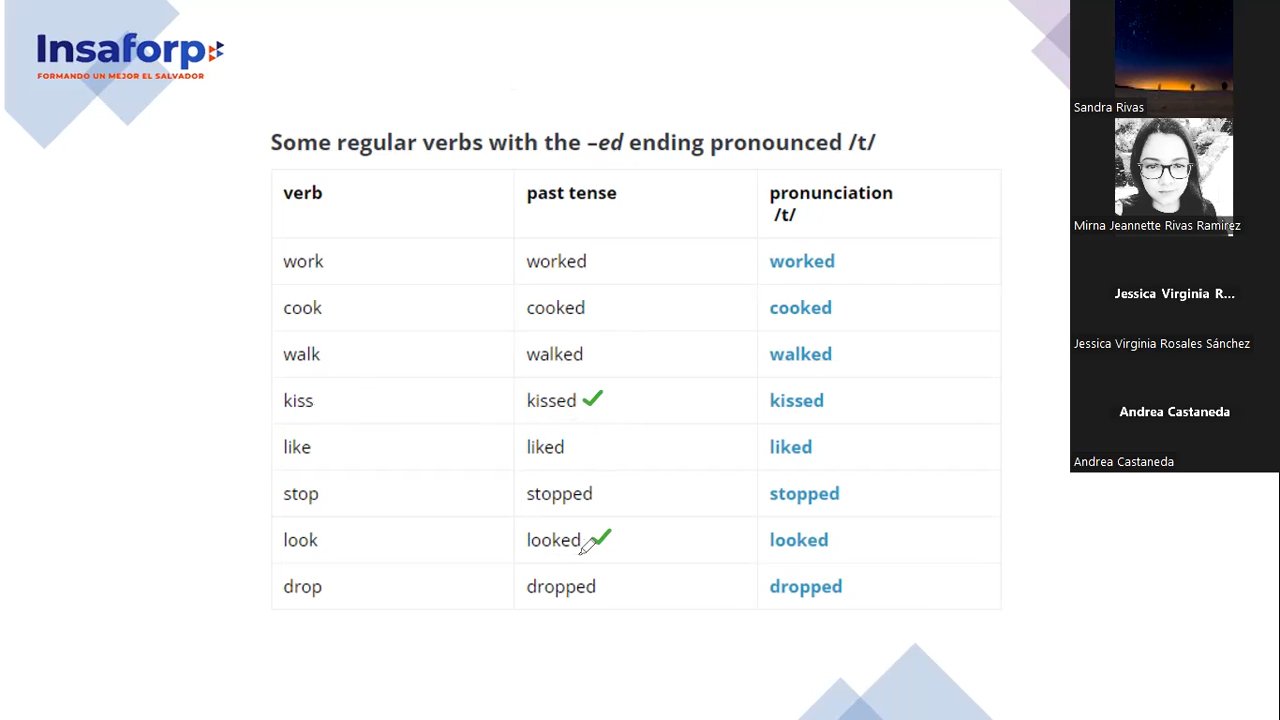 Insaforp
FORMANDO UN MEJOR EL SALVADOR
Some regular verbs with the –ed ending pronounced /t/
verb past tense pronunciation
/t/
work worked worked
cook cooked cooked
walk walked walked
kiss kissed kissed
like liked liked
stop stopped stopped
look looked looked
drop dropped dropped
Sandra Rivas
Mirna Jeannette Rivas Ramirez
Jessica Virginia R...
Jessica Virginia Rosales Sánchez
Andrea Castaneda
Andrea Castaneda